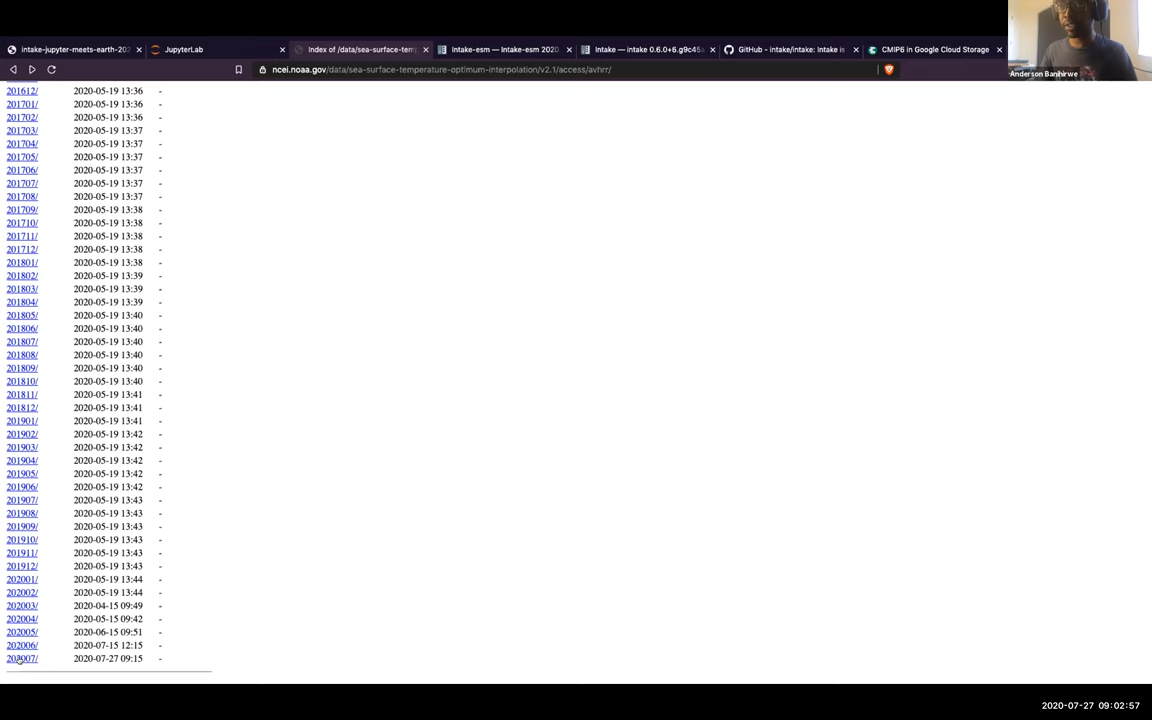 intake-jupyter-meets-earth-202 JupyterLab Index of /data/sea-surface-tem Intake-esm — Intake-esm 2020 Intake — intake 0.6.0+6.g9c45 GitHub - intake/intake: Intake is CMIP6 in Google Cloud Storage
ncei.noaa.gov/data/sea-surface-temperature-optimum-interpolation/v2.1/access/avhrr/
Anderson Banihirwe
201612/ 2020-05-19 13:36 -
201701/ 2020-05-19 13:36 -
201702/ 2020-05-19 13:36 -
201703/ 2020-05-19 13:37 -
201704/ 2020-05-19 13:37 -
201705/ 2020-05-19 13:37 -
201706/ 2020-05-19 13:37 -
201707/ 2020-05-19 13:37 -
201708/ 2020-05-19 13:37 -
201709/ 2020-05-19 13:38 -
201710/ 2020-05-19 13:38 -
201711/ 2020-05-19 13:38 -
201712/ 2020-05-19 13:38 -
201801/ 2020-05-19 13:38 -
201802/ 2020-05-19 13:39 -
201803/ 2020-05-19 13:39 -
201804/ 2020-05-19 13:39 -
201805/ 2020-05-19 13:40 -
201806/ 2020-05-19 13:40 -
201807/ 2020-05-19 13:40 -
201808/ 2020-05-19 13:40 -
201809/ 2020-05-19 13:40 -
201810/ 2020-05-19 13:40 -
201811/ 2020-05-19 13:41 -
201812/ 2020-05-19 13:41 -
201901/ 2020-05-19 13:41 -
201902/ 2020-05-19 13:42 -
201903/ 2020-05-19 13:42 -
201904/ 2020-05-19 13:42 -
201905/ 2020-05-19 13:42 -
201906/ 2020-05-19 13:42 -
201907/ 2020-05-19 13:43 -
201908/ 2020-05-19 13:43 -
201909/ 2020-05-19 13:43 -
201910/ 2020-05-19 13:43 -
201911/ 2020-05-19 13:43 -
201912/ 2020-05-19 13:43 -
202001/ 2020-05-19 13:44 -
202002/ 2020-05-19 13:44 -
202003/ 2020-04-15 09:49 -
202004/ 2020-05-15 09:42 -
202005/ 2020-06-15 09:51 -
202006/ 2020-07-15 12:15 -
202007/ 2020-07-27 09:15 -
2020-07-27 09:02:57